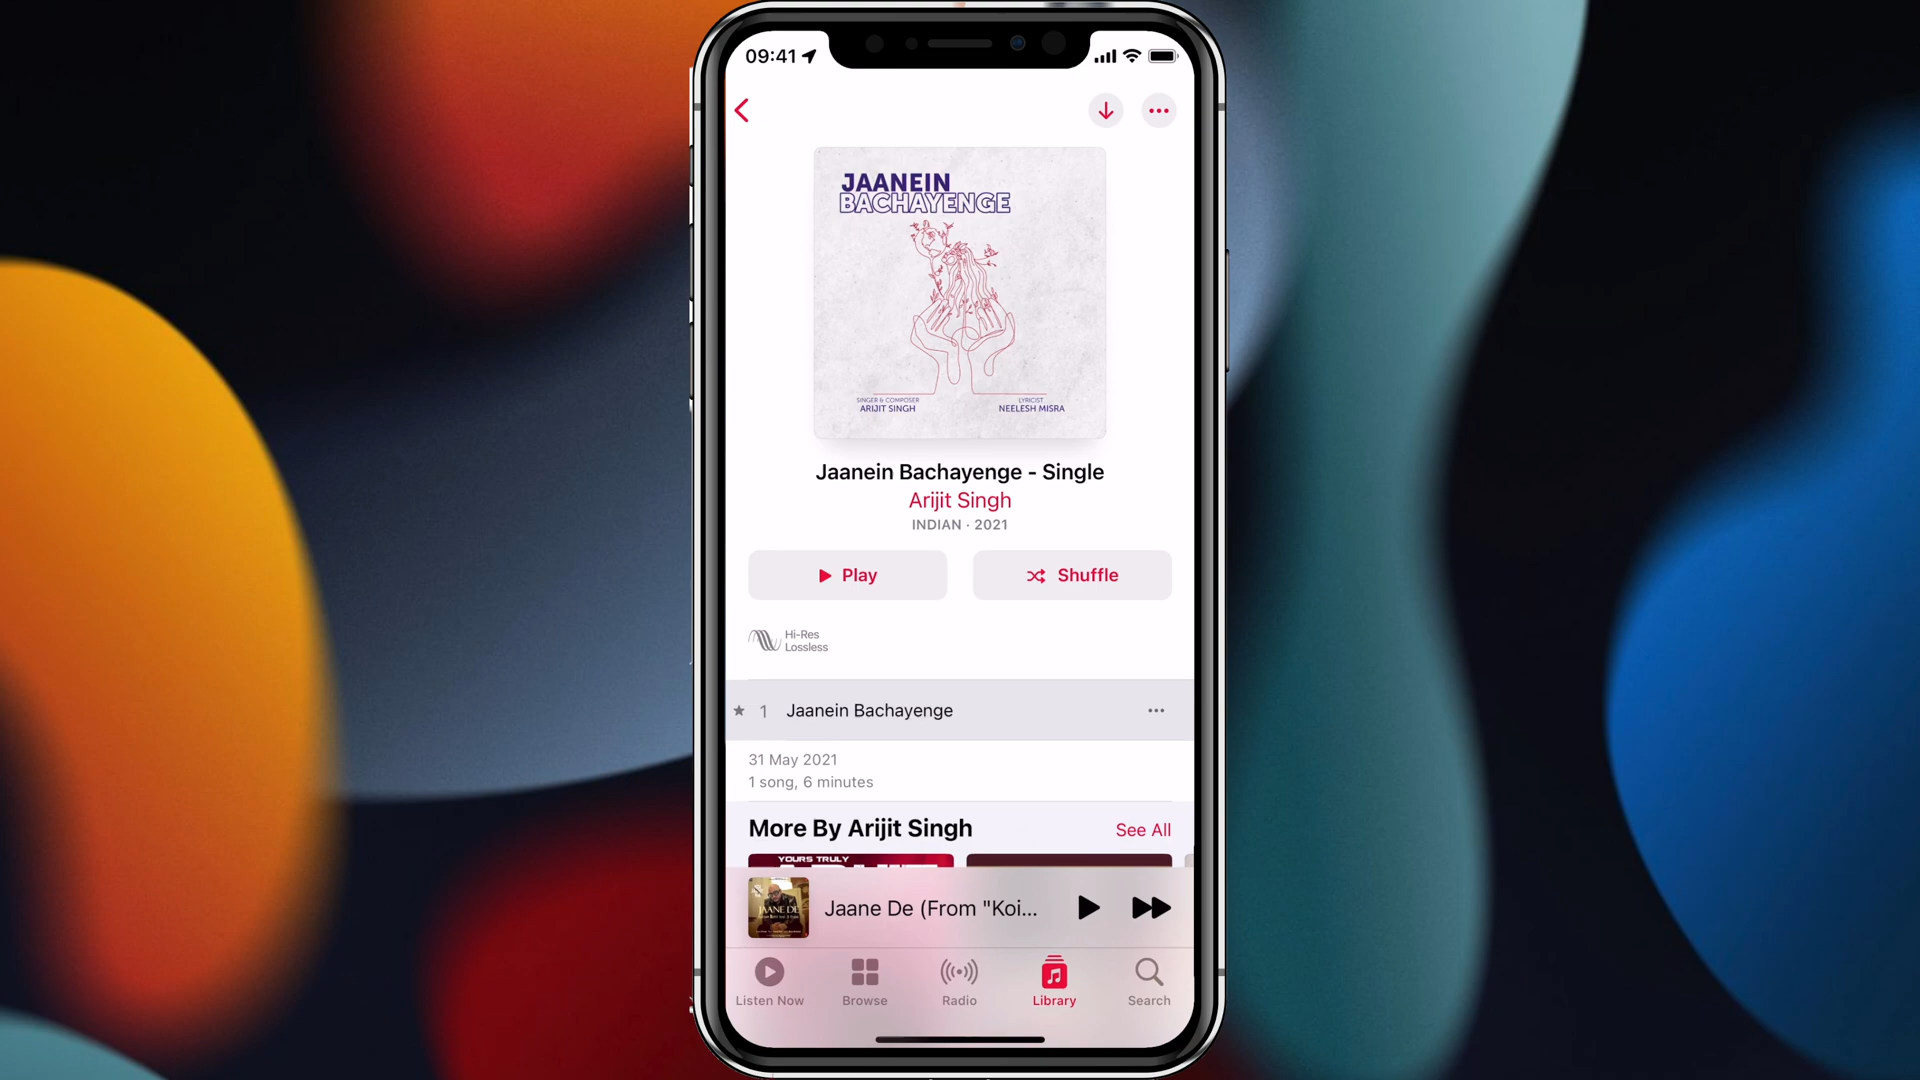 09:41
JAANEIN
BACHAYENGE
SINGER & COMPOSER
ARIJIT SINGH
LYRICIST
NEELESH MISRA
Jaanein Bachayenge - Single
Arijit Singh
INDIAN · 2021
Play
Shuffle
Hi-Res
Lossless
★ 1 Jaanein Bachayenge
31 May 2021
1 song, 6 minutes
More By Arijit Singh
See All
YOURS TRULY
JAANE DE
Jaane De (From "Koi...
Listen Now
Browse
Radio
Library
Search